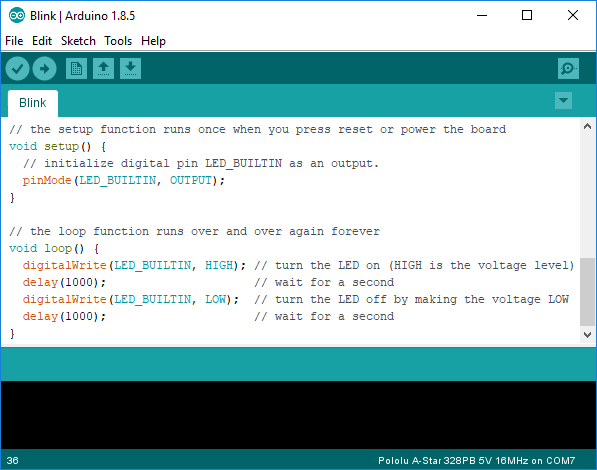 Blink | Arduino 1.8.5
File Edit Sketch Tools Help
Blink
// the setup function runs once when you press reset or power the board
void setup() {
  // initialize digital pin LED_BUILTIN as an output.
  pinMode(LED_BUILTIN, OUTPUT);
}

// the loop function runs over and over again forever
void loop() {
  digitalWrite(LED_BUILTIN, HIGH); // turn the LED on (HIGH is the voltage level)
  delay(1000);                     // wait for a second
  digitalWrite(LED_BUILTIN, LOW);  // turn the LED off by making the voltage LOW
  delay(1000);                     // wait for a second
}
36 Pololu A-Star 328PB 5V 16MHz on COM7